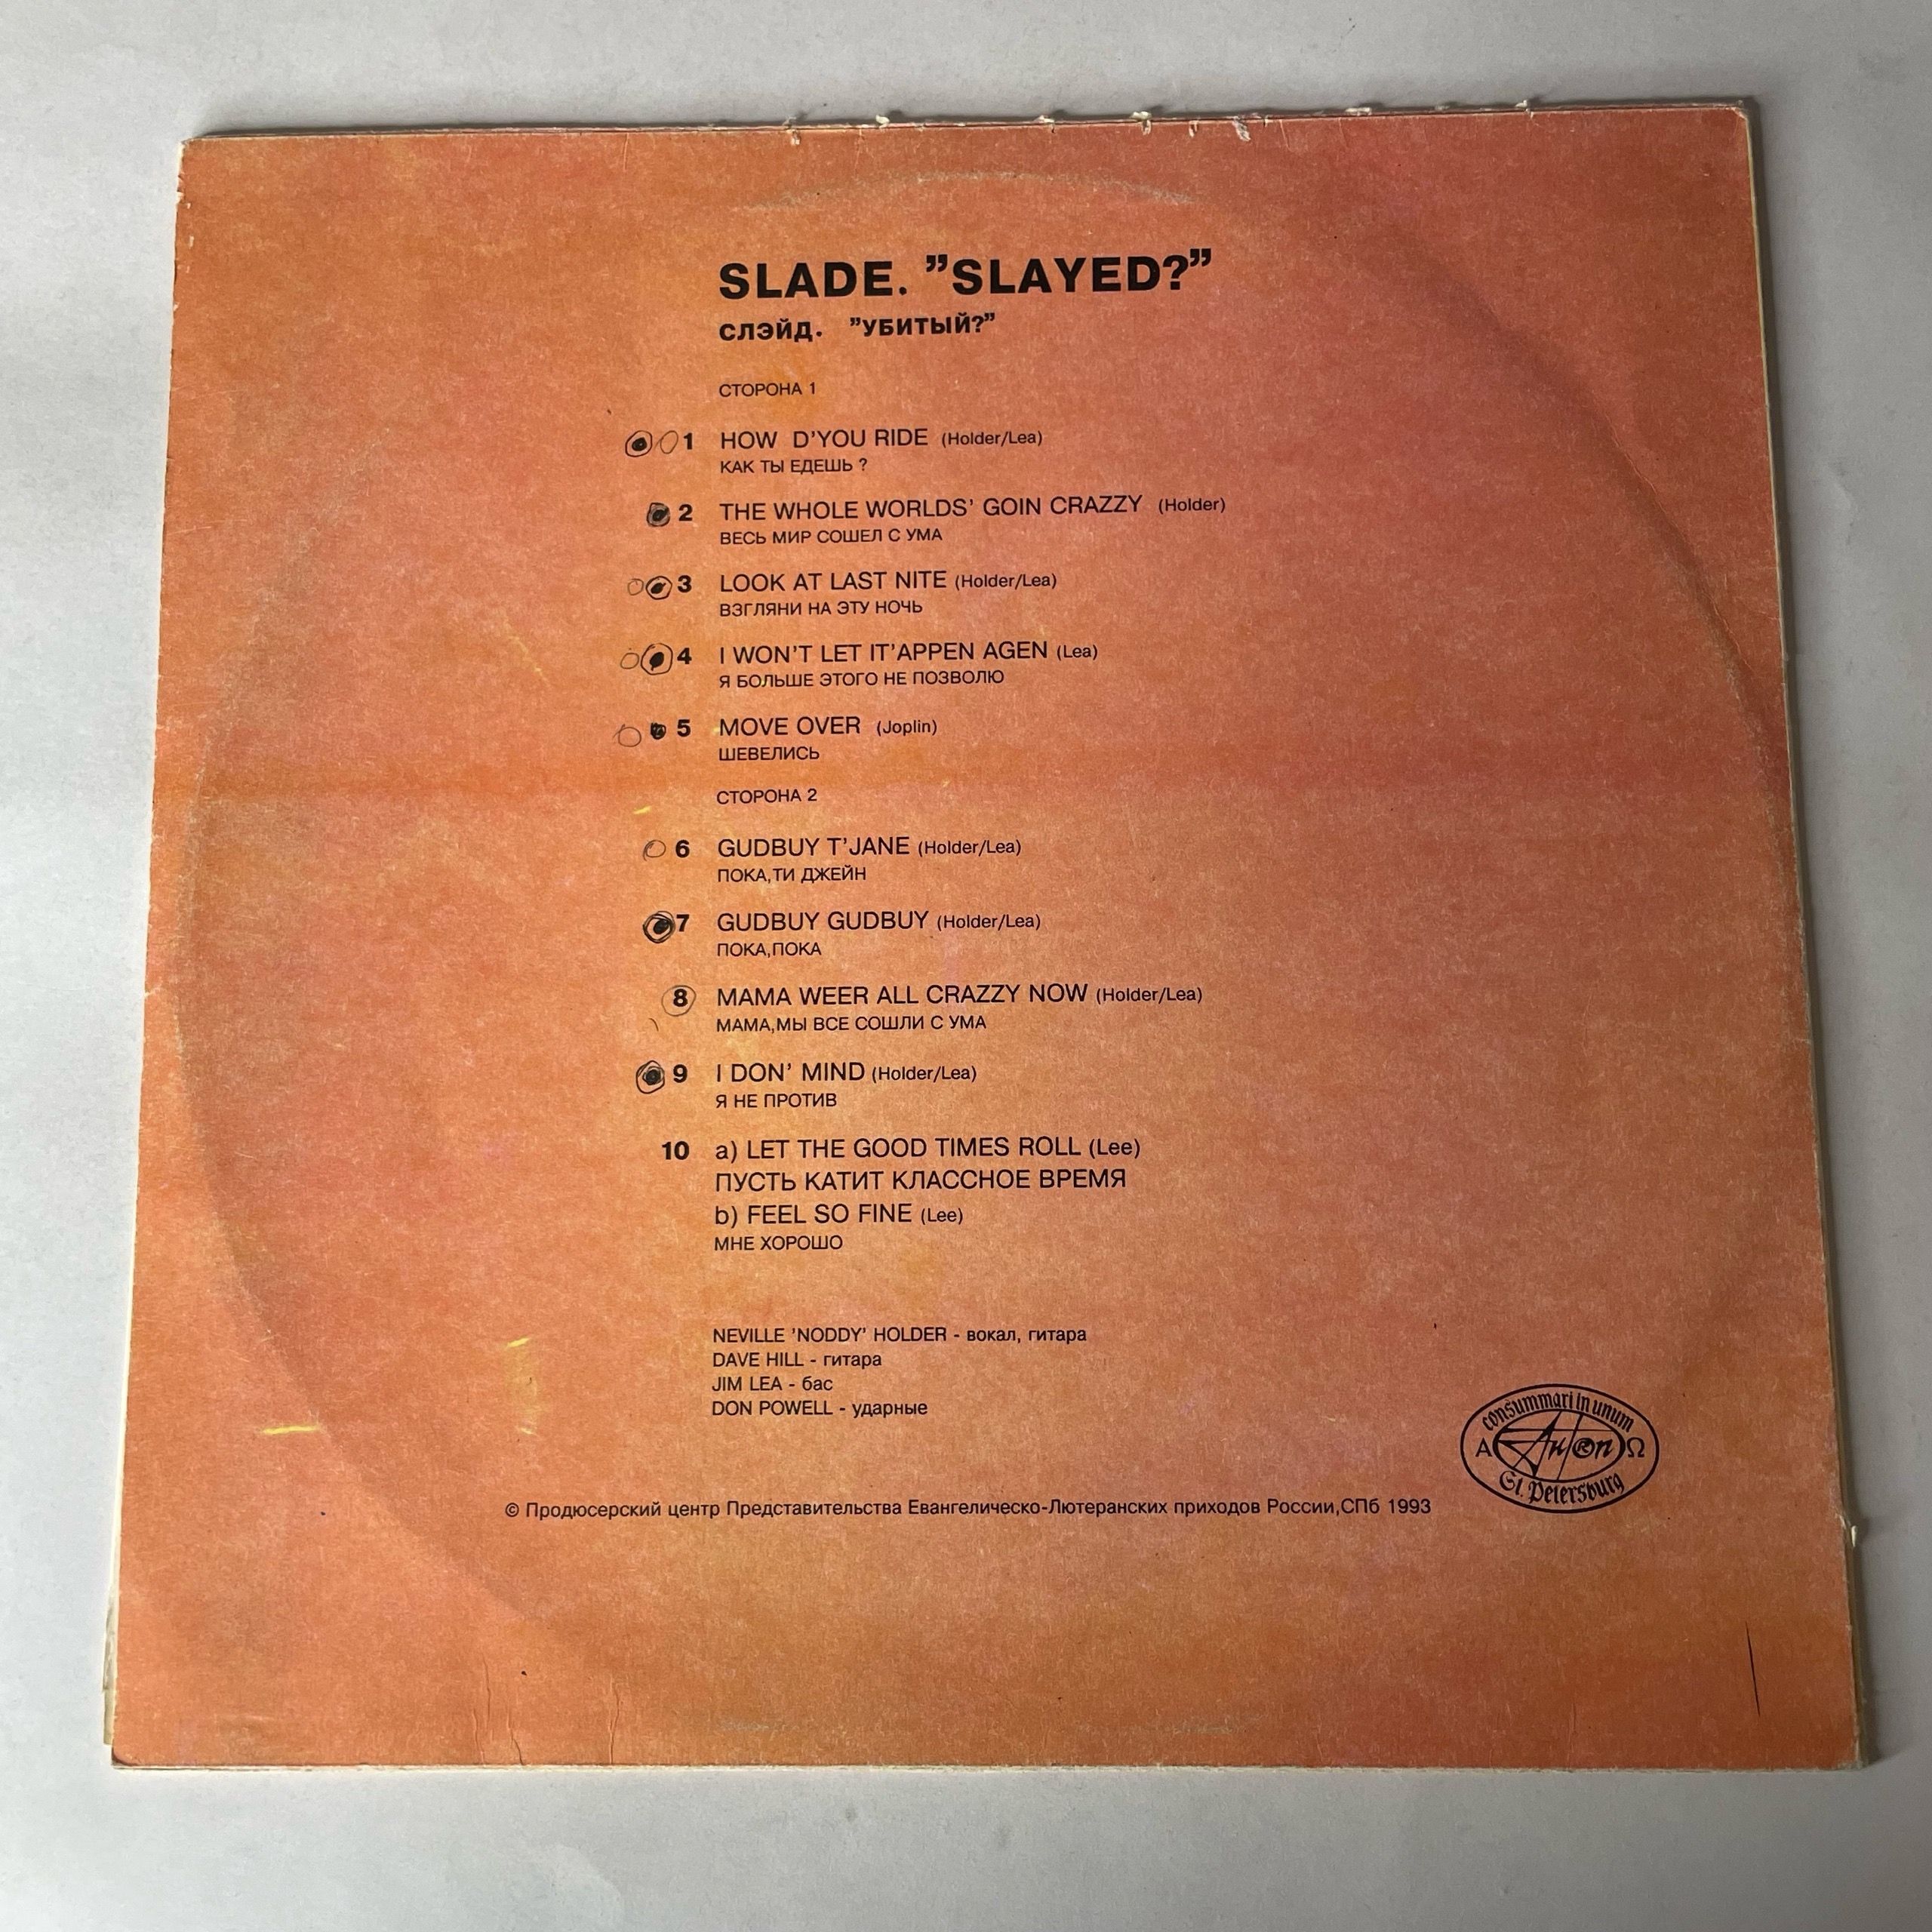 SLADE. ”SLAYED?”
СЛЭЙД. ”УБИТЫЙ?”
СТОРОНА 1
1 HOW D’YOU RIDE (Holder/Lea)
КАК ТЫ ЕДЕШЬ ?
2 THE WHOLE WORLDS’ GOIN CRAZZY (Holder)
ВЕСЬ МИР СОШЕЛ С УМА
3 LOOK AT LAST NITE (Holder/Lea)
ВЗГЛЯНИ НА ЭТУ НОЧЬ
4 I WON’T LET IT’APPEN AGEN (Lea)
Я БОЛЬШЕ ЭТОГО НЕ ПОЗВОЛЮ
5 MOVE OVER (Joplin)
ШЕВЕЛИСЬ
СТОРОНА 2
6 GUDBUY T’JANE (Holder/Lea)
ПОКА,ТИ ДЖЕЙН
7 GUDBUY GUDBUY (Holder/Lea)
ПОКА,ПОКА
8 MAMA WEER ALL CRAZZY NOW (Holder/Lea)
МАМА,МЫ ВСЕ СОШЛИ С УМА
9 I DON’ MIND (Holder/Lea)
Я НЕ ПРОТИВ
10 a) LET THE GOOD TIMES ROLL (Lee)
ПУСТЬ КАТИТ КЛАССНОЕ ВРЕМЯ
b) FEEL SO FINE (Lee)
МНЕ ХОРОШО
NEVILLE ’NODDY’ HOLDER - вокал, гитара
DAVE HILL - гитара
JIM LEA - бас
DON POWELL - ударные
consummari in unum
A Anтоп Ω
St. Petersburg
© Продюсерский центр Представительства Евангелическо-Лютеранских приходов России,СПб 1993